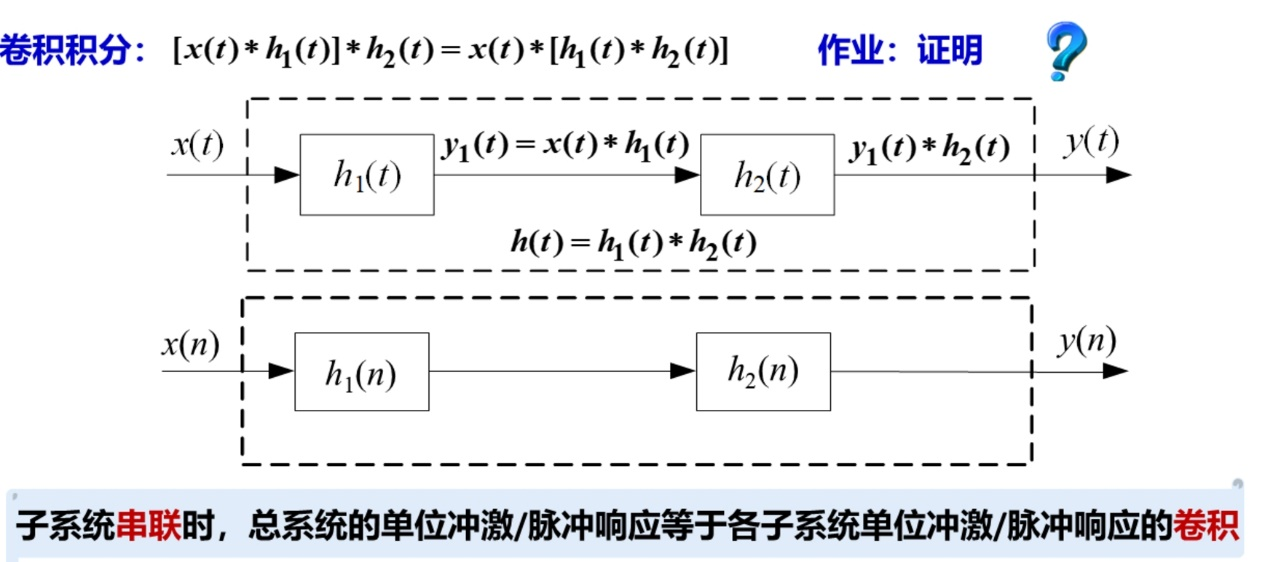 卷积积分： [x(t)*h₁(t)]*h₂(t)=x(t)*[h₁(t)*h₂(t)] 作业：证明 ?
x(t) h₁(t) y₁(t)=x(t)*h₁(t) h₂(t) y₁(t)*h₂(t) y(t)
h(t)=h₁(t)*h₂(t)
x(n) h₁(n) h₂(n) y(n)
子系统串联时，总系统的单位冲激/脉冲响应等于各子系统单位冲激/脉冲响应的卷积